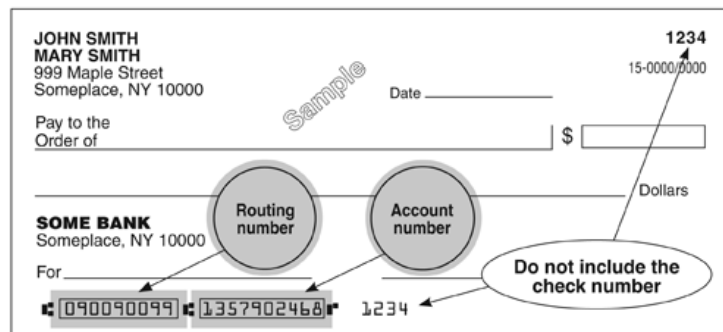 JOHN SMITH
MARY SMITH
999 Maple Street
Someplace, NY 10000
1234
15-0000/0000
Sample
Date
Pay to the
Order of
$
Dollars
Routing
number
Account
number
SOME BANK
Someplace, NY 10000
For
Do not include the
check number
090090099 1357902468 1234